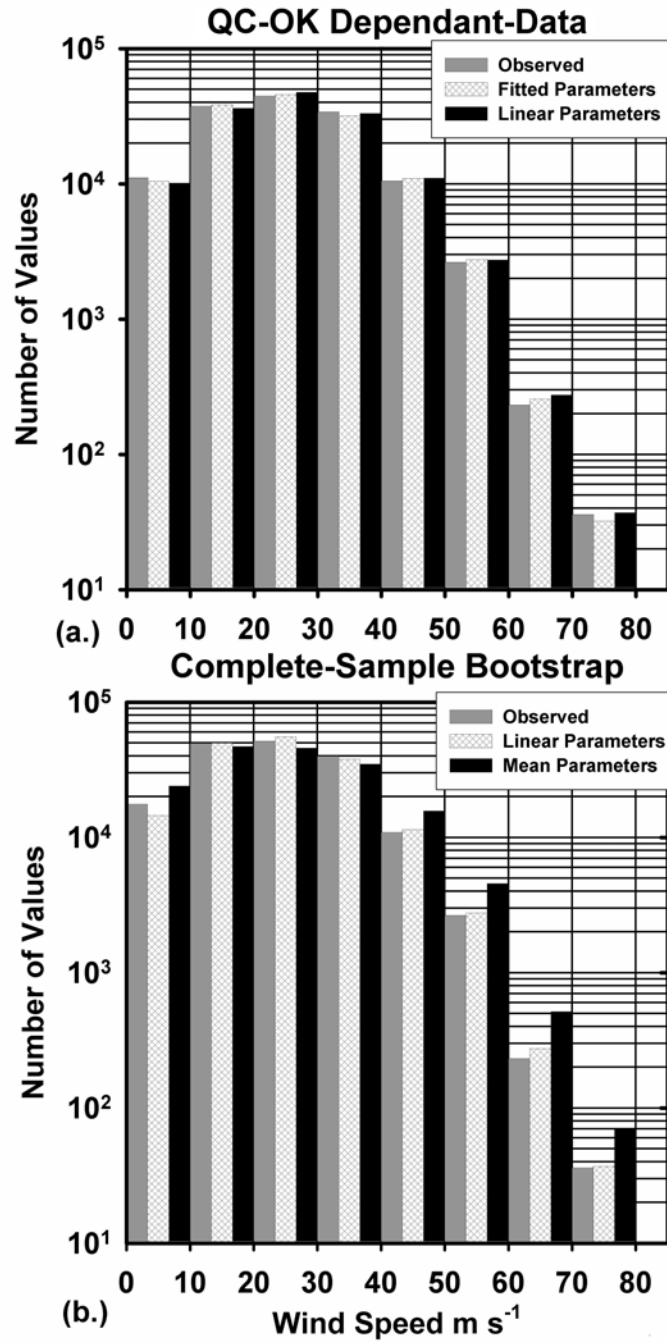 QC-OK Dependant-Data
Observed
Fitted Parameters
Linear Parameters
Number of Values
10^5
10^4
10^3
10^2
10^1
0 10 20 30 40 50 60 70 80
(a.)
Complete-Sample Bootstrap
Observed
Linear Parameters
Mean Parameters
Number of Values
10^5
10^4
10^3
10^2
10^1
0 10 20 30 40 50 60 70 80
(b.)
Wind Speed m s^-1